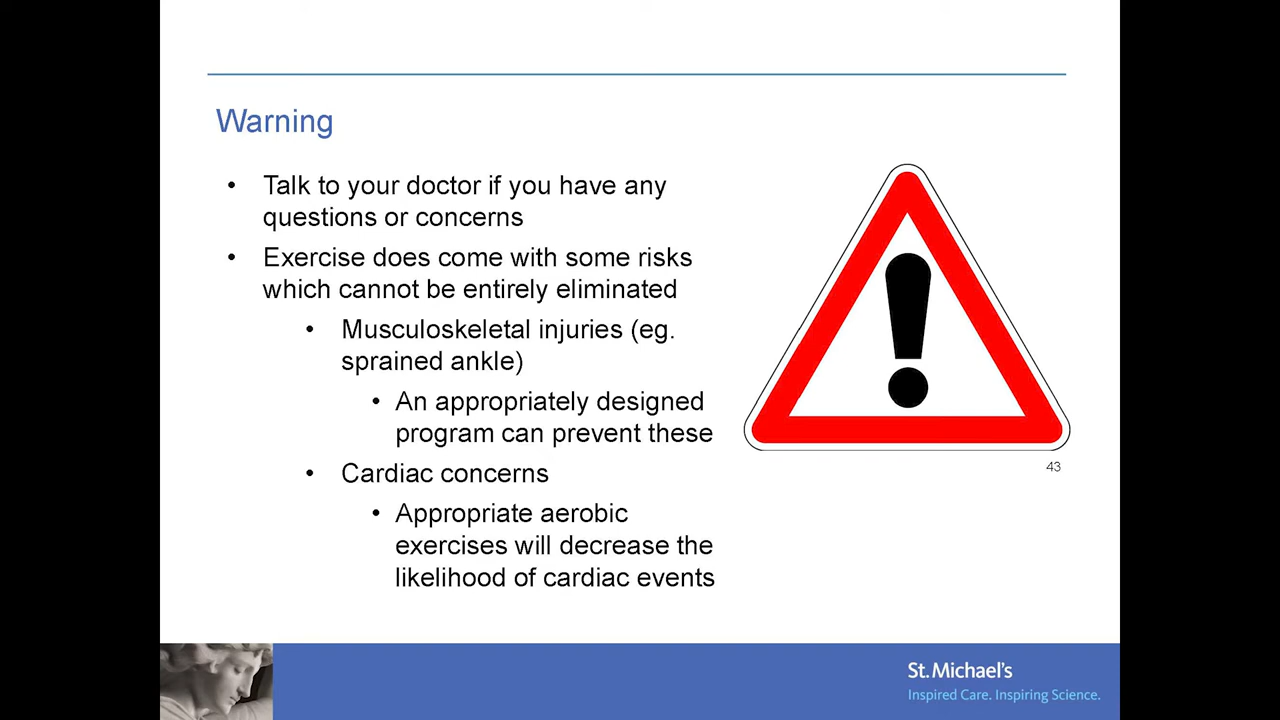 Warning
• Talk to your doctor if you have any
questions or concerns
• Exercise does come with some risks
which cannot be entirely eliminated
• Musculoskeletal injuries (eg.
sprained ankle)
• An appropriately designed
program can prevent these
• Cardiac concerns
• Appropriate aerobic
exercises will decrease the
likelihood of cardiac events
43
St. Michael's
Inspired Care. Inspiring Science.